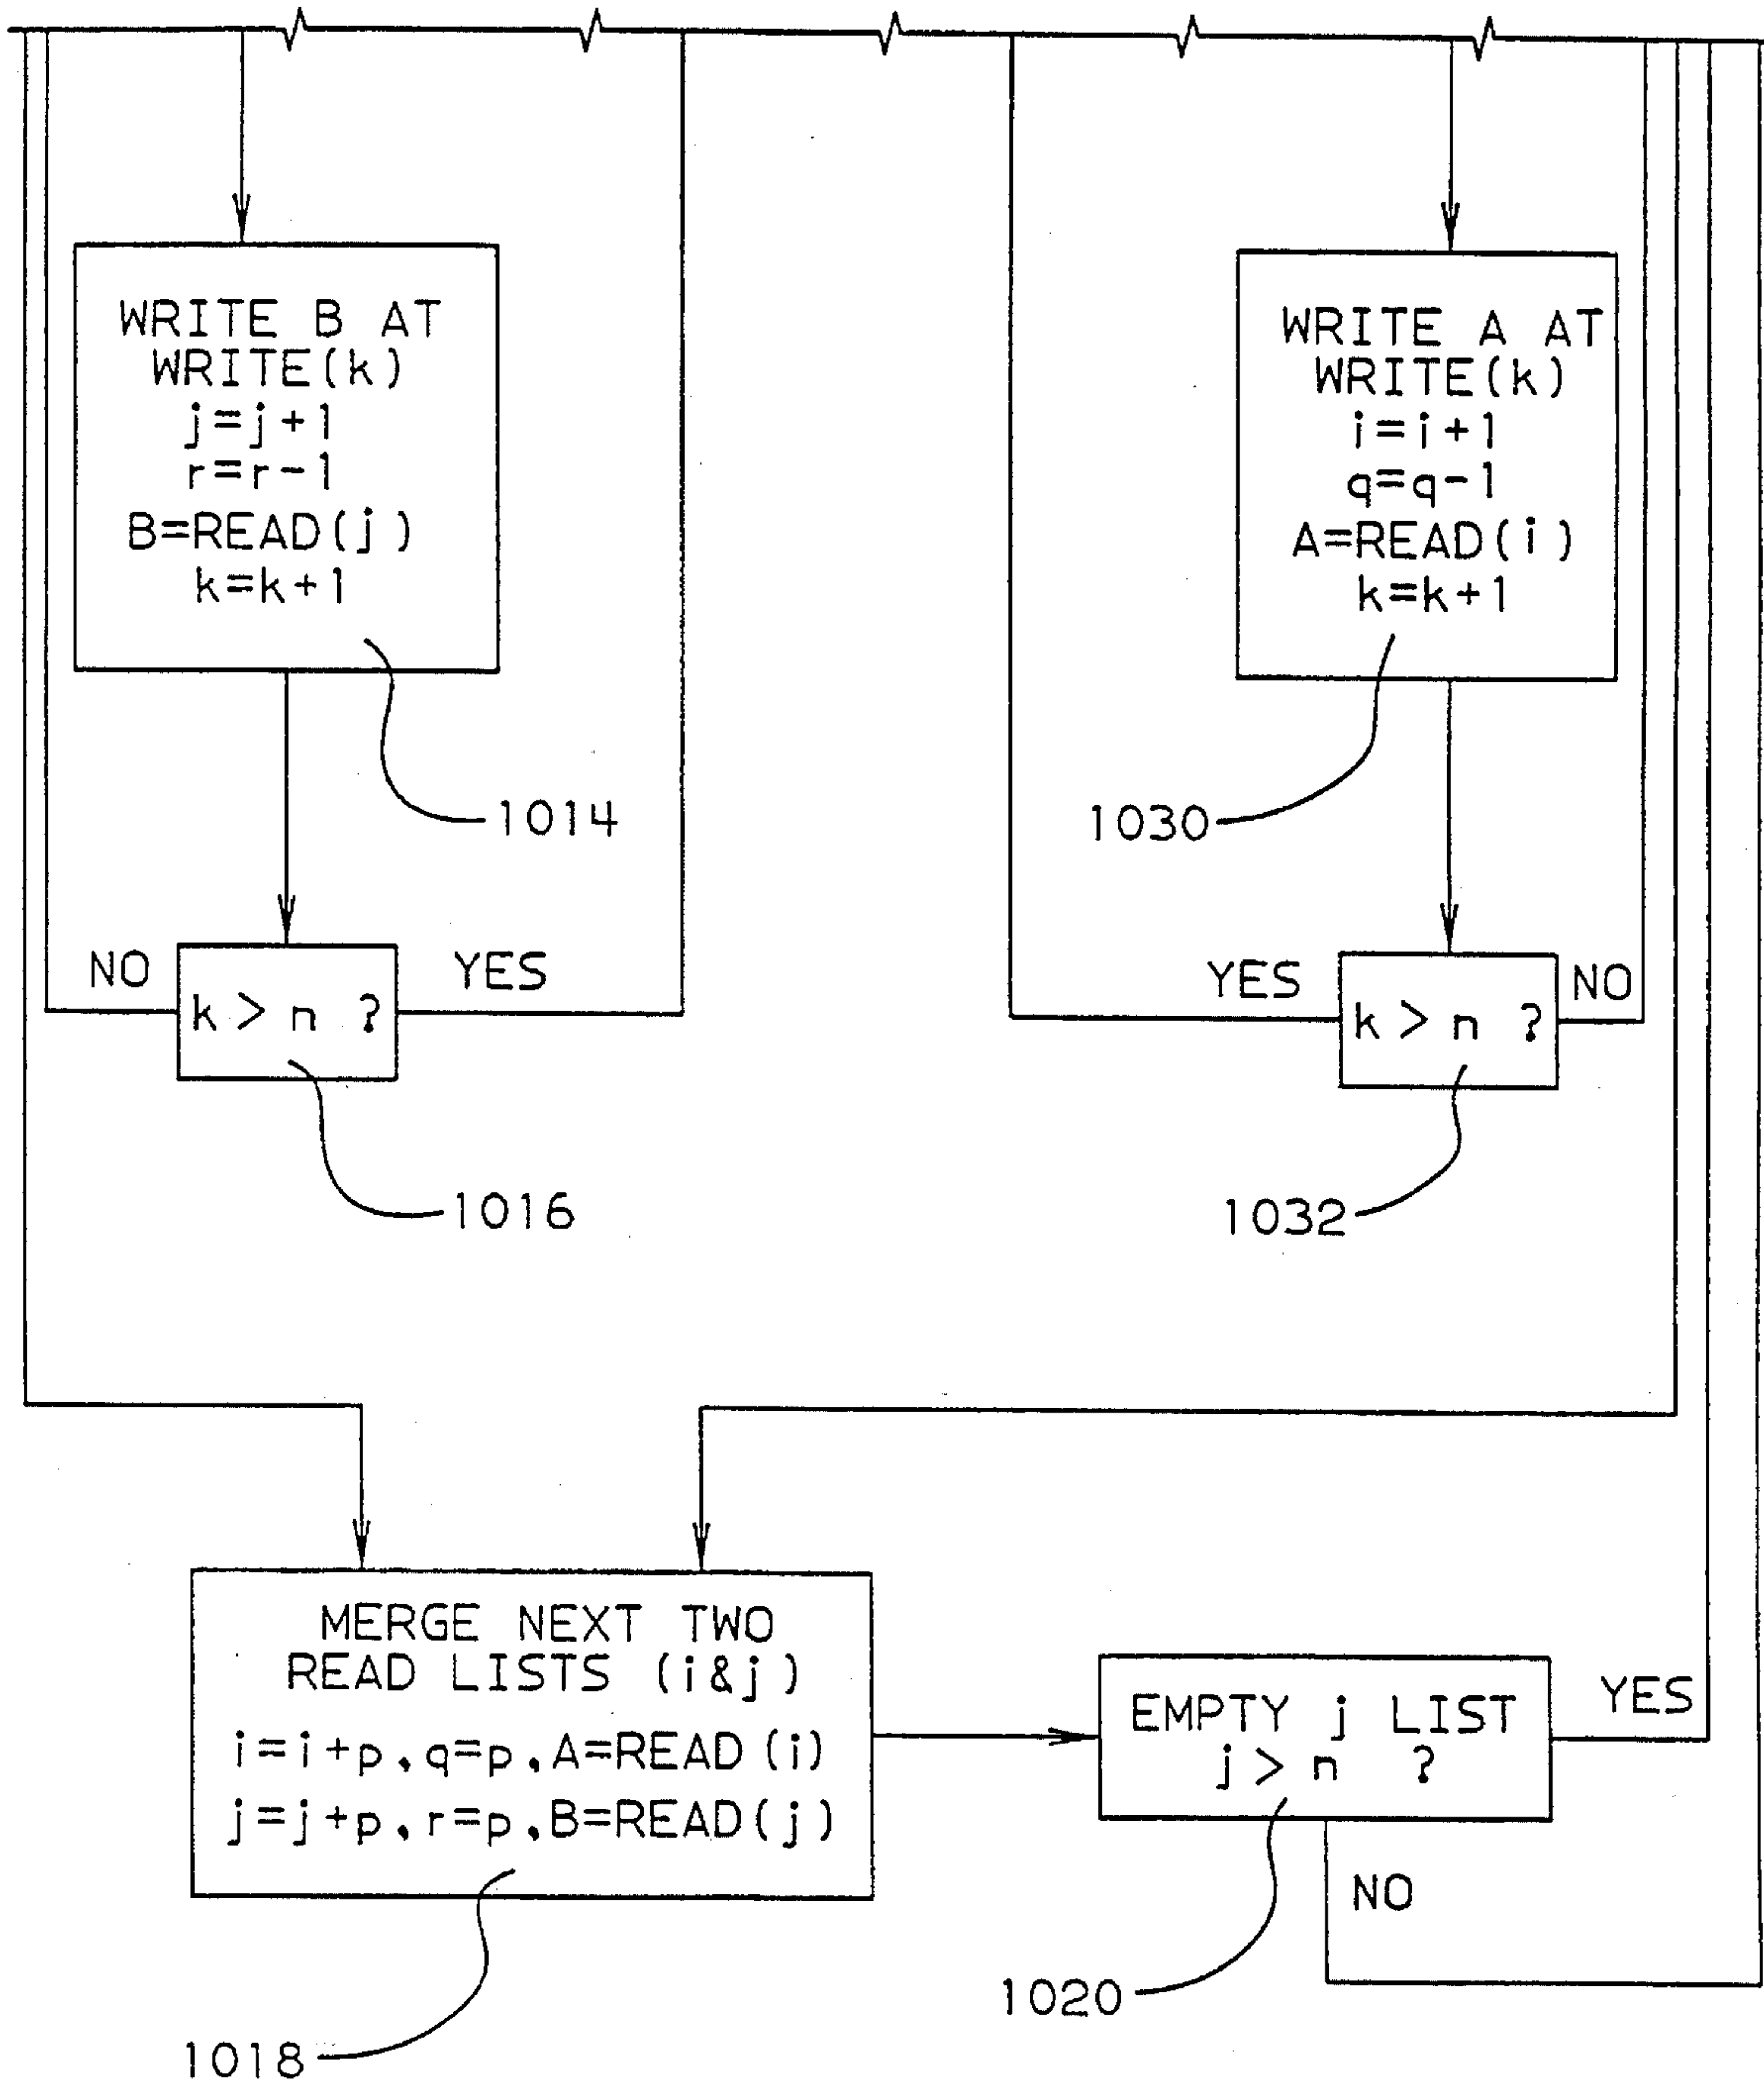 WRITE B AT
WRITE(k)
j=j+1
r=r-1
B=READ(j)
k=k+1
1014
NO
k > n ?
YES
1016
WRITE A AT
WRITE(k)
i=i+1
q=q-1
A=READ(i)
k=k+1
1030
YES
k > n ?
NO
1032
MERGE NEXT TWO
READ LISTS (i&j)
i=i+p,q=p,A=READ(i)
j=j+p,r=p,B=READ(j)
1018
EMPTY j LIST
j > n ?
YES
NO
1020